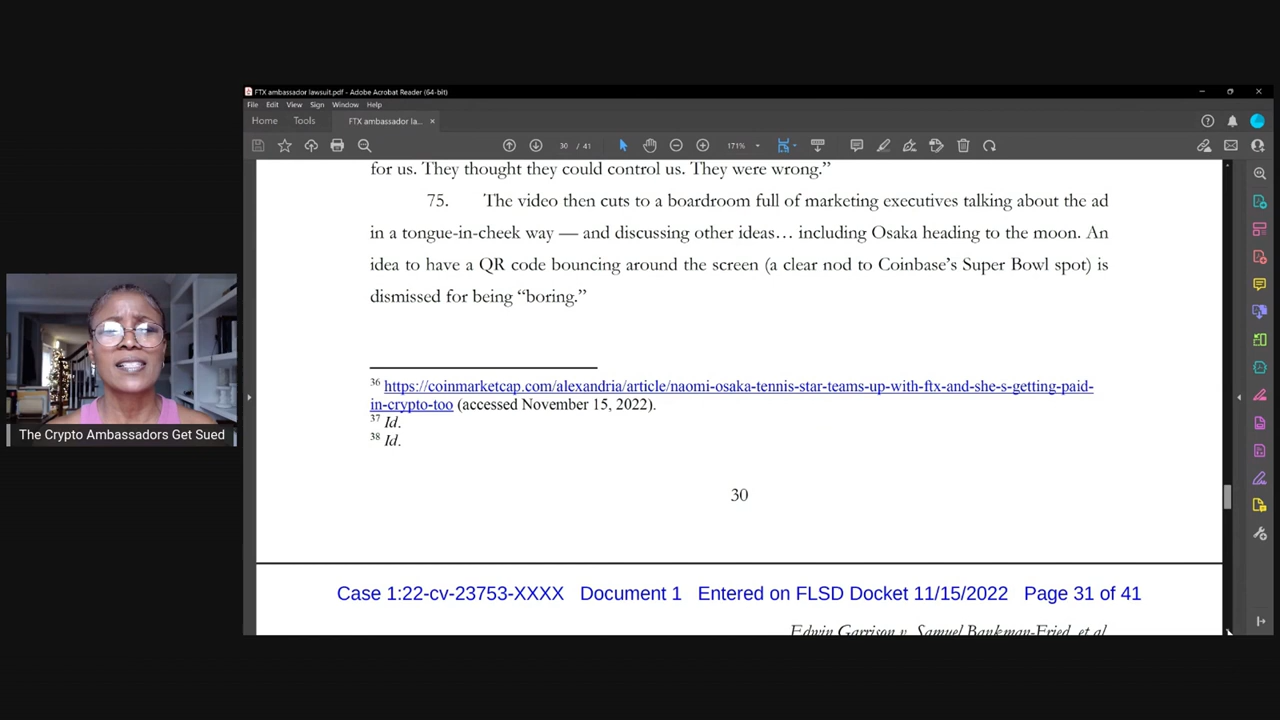 FTX ambassador lawsuit.pdf - Adobe Acrobat Reader (64-bit)
File Edit View Sign Window Help
Home Tools FTX ambassador la... ×
30 / 41 171%
for us. They thought they could control us. They were wrong.”
75. The video then cuts to a boardroom full of marketing executives talking about the ad
in a tongue-in-cheek way — and discussing other ideas… including Osaka heading to the moon. An
idea to have a QR code bouncing around the screen (a clear nod to Coinbase’s Super Bowl spot) is
dismissed for being “boring.”
36 https://coinmarketcap.com/alexandria/article/naomi-osaka-tennis-star-teams-up-with-ftx-and-she-s-getting-paid-
in-crypto-too (accessed November 15, 2022).
37 Id.
38 Id.
30
Case 1:22-cv-23753-XXXX Document 1 Entered on FLSD Docket 11/15/2022 Page 31 of 41
Edwin Garrison v. Samuel Bankman-Fried, et al
The Crypto Ambassadors Get Sued